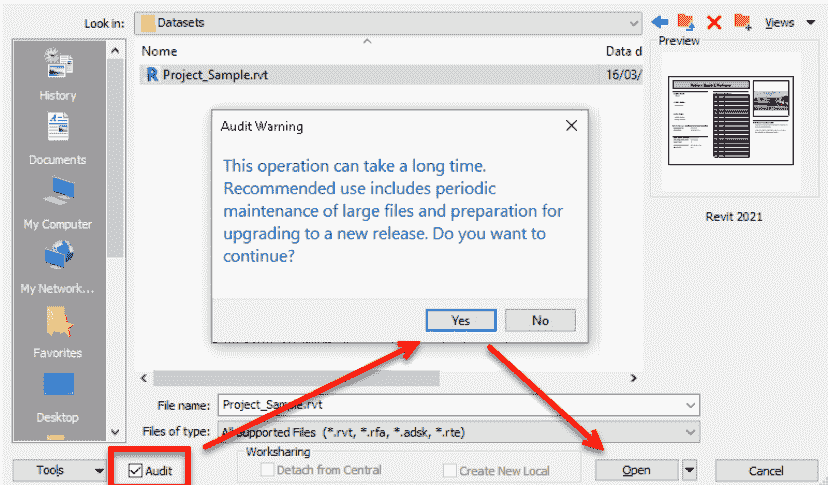 Look in:
Datasets
Views
Nome
Data d
Preview
Project_Sample.rvt
16/03/
History
Documents
My Computer
My Network...
Favorites
Desktop
Audit Warning
This operation can take a long time.
Recommended use includes periodic
maintenance of large files and preparation for
upgrading to a new release. Do you want to
continue?
Yes
No
Revit 2021
File name:
Project_Sample.rvt
Files of type:
All Supported Files (*.rvt, *.rfa, *.adsk, *.rte)
Worksharing
Tools
Audit
Detach from Central
Create New Local
Open
Cancel